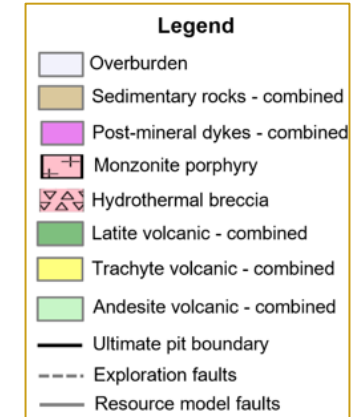 Legend
Overburden
Sedimentary rocks - combined
Post-mineral dykes - combined
Monzonite porphyry
Hydrothermal breccia
Latite volcanic - combined
Trachyte volcanic - combined
Andesite volcanic - combined
Ultimate pit boundary
Exploration faults
Resource model faults